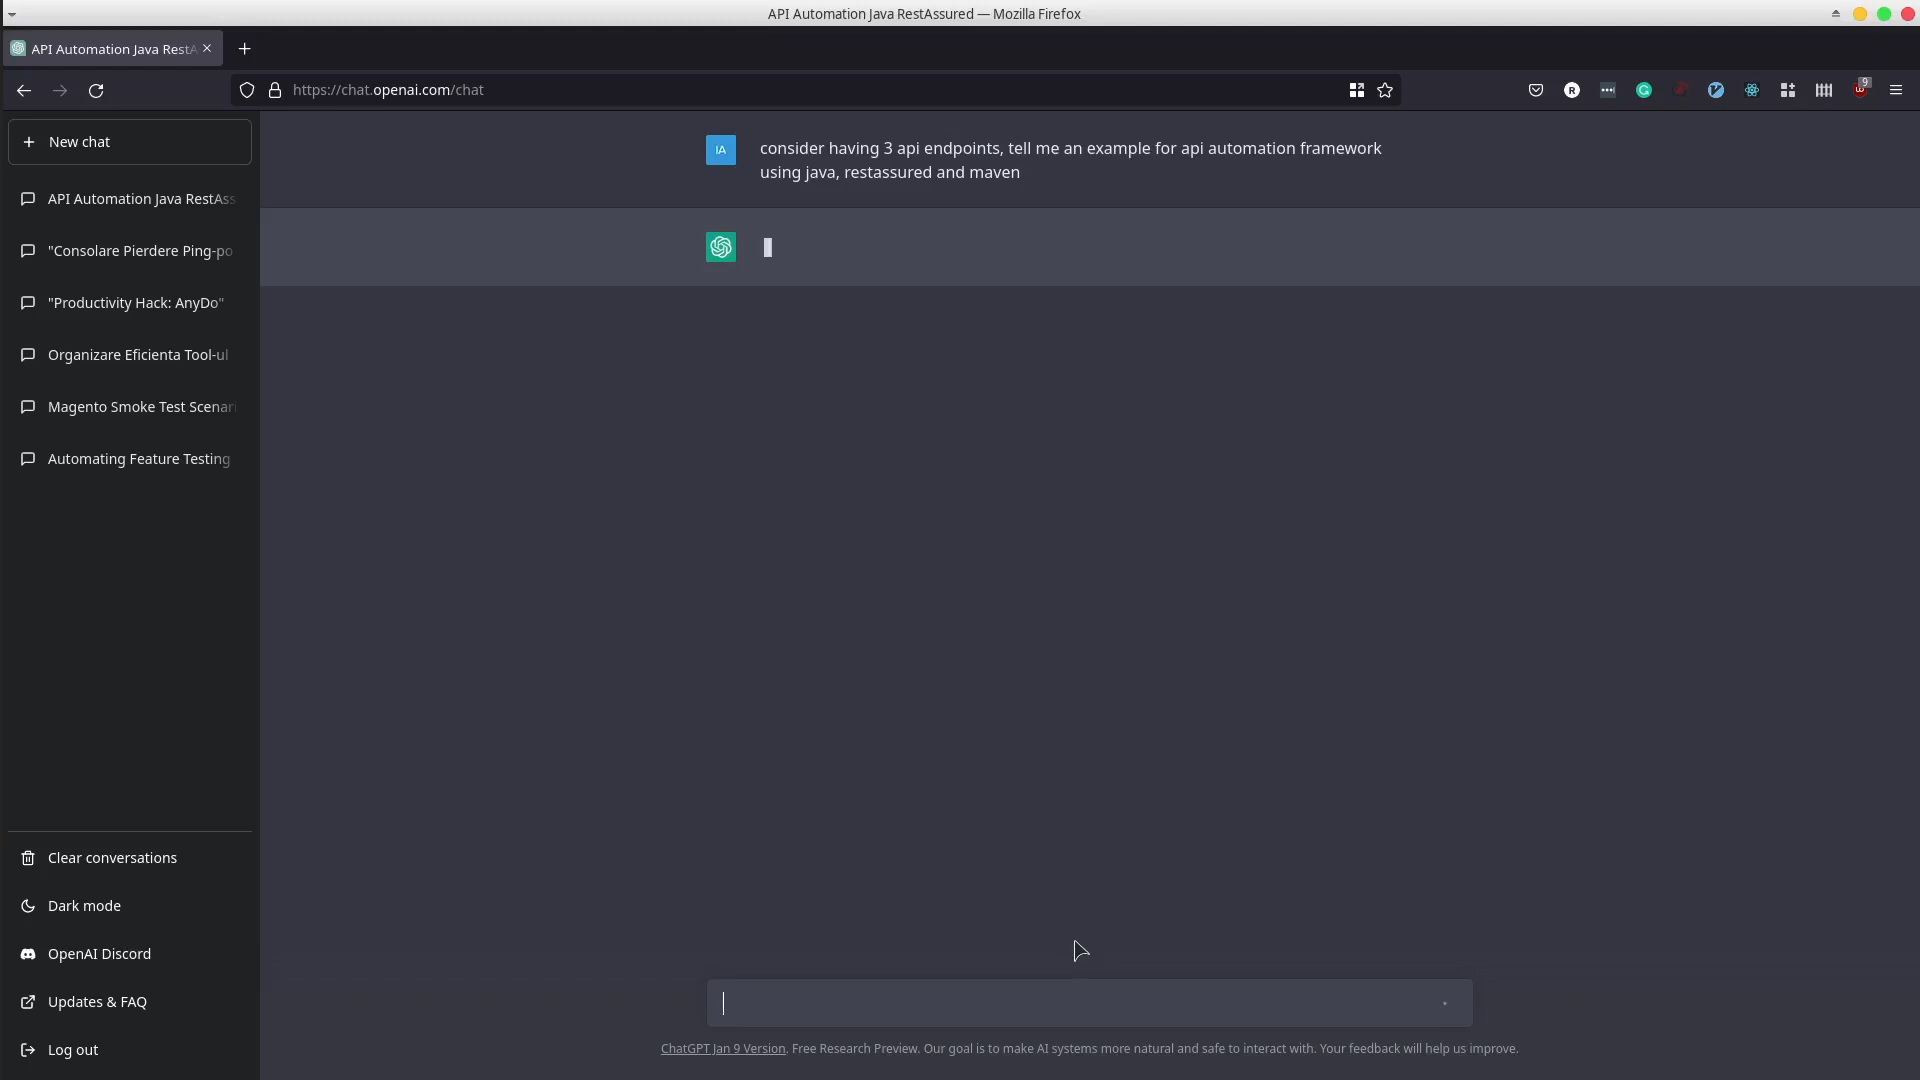 API Automation Java RestAssured — Mozilla Firefox
API Automation Java RestA
https://chat.openai.com/chat
R
9
New chat
API Automation Java RestAss
"Consolare Pierdere Ping-po
"Productivity Hack: AnyDo"
Organizare Eficienta Tool-ul
Magento Smoke Test Scenari
Automating Feature Testing
IA
consider having 3 api endpoints, tell me an example for api automation framework
using java, restassured and maven
Clear conversations
Dark mode
OpenAI Discord
Updates & FAQ
Log out
ChatGPT Jan 9 Version. Free Research Preview. Our goal is to make AI systems more natural and safe to interact with. Your feedback will help us improve.